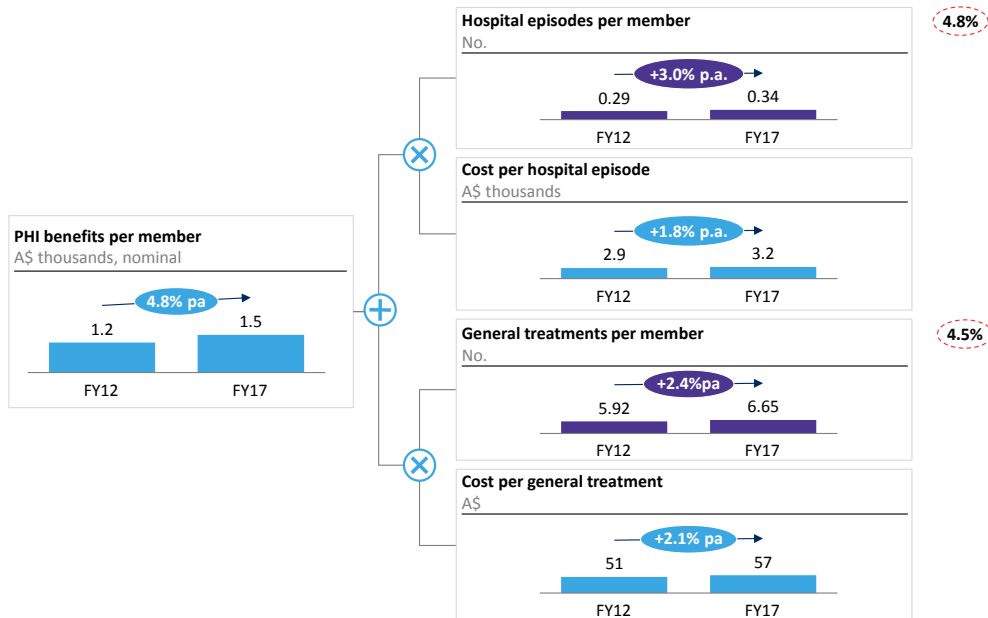 Hospital episodes per member
No.
4.8%
+3.0% p.a.
0.29
0.34
FY12
FY17
Cost per hospital episode
A$ thousands
+1.8% p.a.
2.9
3.2
FY12
FY17
PHI benefits per member
A$ thousands, nominal
4.8% pa
1.2
1.5
FY12
FY17
General treatments per member
No.
4.5%
+2.4%pa
5.92
6.65
FY12
FY17
Cost per general treatment
A$
+2.1% pa
51
57
FY12
FY17